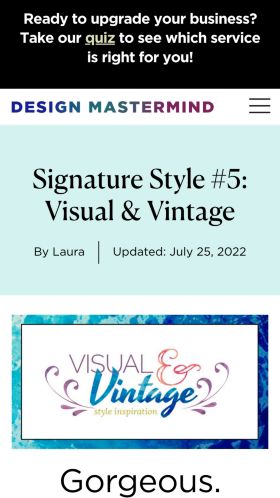 Ready to upgrade your business?
Take our quiz to see which service
is right for you!
DESIGN MASTERMIND
Signature Style #5:
Visual & Vintage
By Laura
Updated: July 25, 2022
VISUAL &
Vintage
style inspiration
Gorgeous.